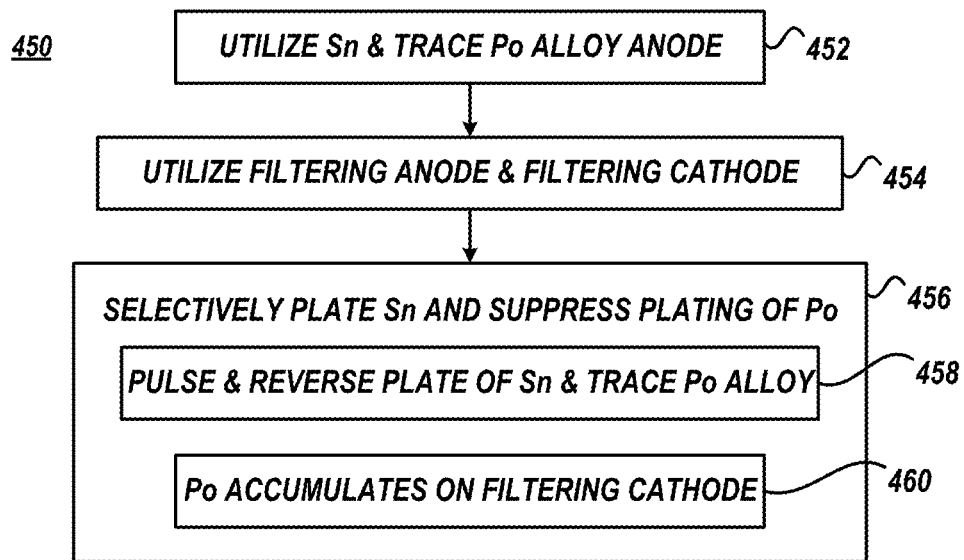 450
UTILIZE Sn & TRACE Po ALLOY ANODE
452
UTILIZE FILTERING ANODE & FILTERING CATHODE
454
SELECTIVELY PLATE Sn AND SUPPRESS PLATING OF Po
456
PULSE & REVERSE PLATE OF Sn & TRACE Po ALLOY
458
Po ACCUMULATES ON FILTERING CATHODE
460